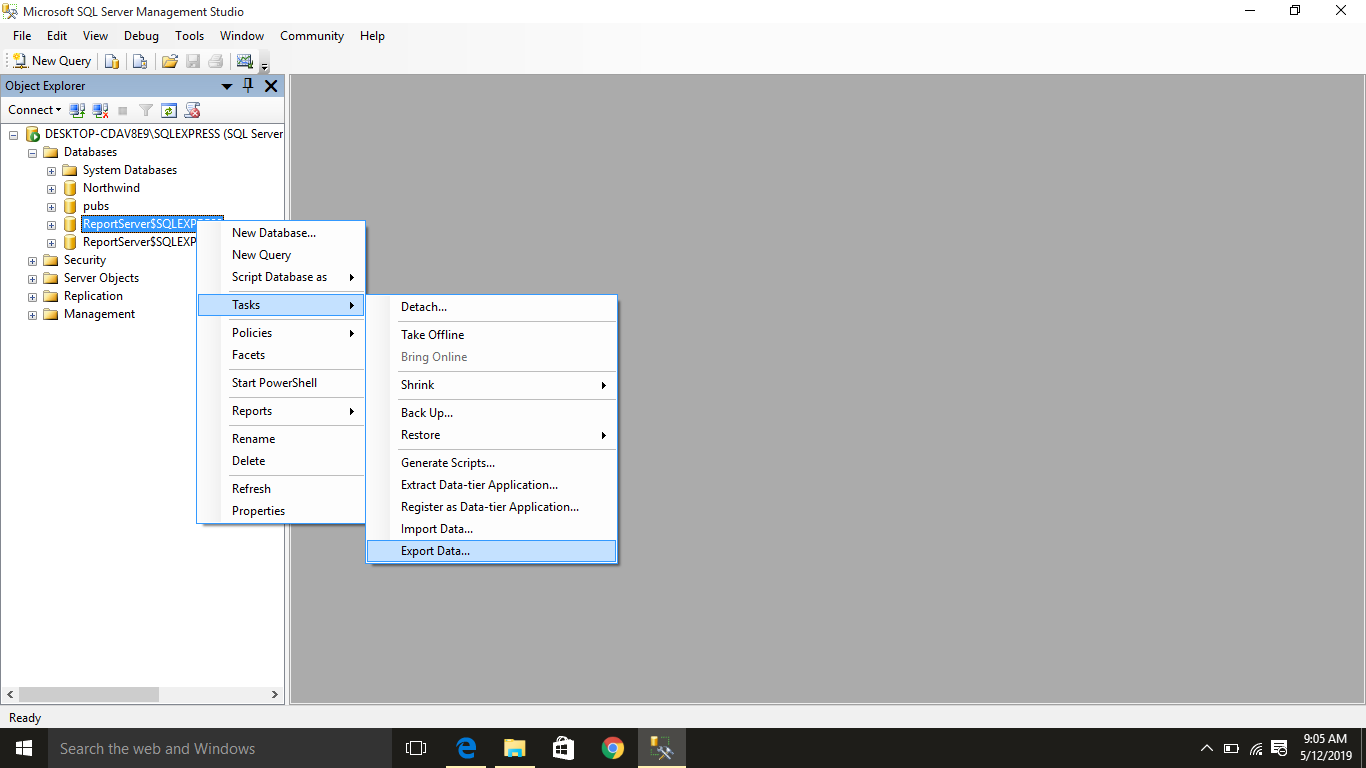 Microsoft SQL Server Management Studio
File Edit View Debug Tools Window Community Help
New Query
Object Explorer
Connect
DESKTOP-CDAV8E9\SQLEXPRESS (SQL Server
Databases
System Databases
Northwind
pubs
ReportServer$SQLEXPRESS
ReportServer$SQLEXP
Security
Server Objects
Replication
Management
New Database...
New Query
Script Database as
Tasks
Policies
Facets
Start PowerShell
Reports
Rename
Delete
Refresh
Properties
Detach...
Take Offline
Bring Online
Shrink
Back Up...
Restore
Generate Scripts...
Extract Data-tier Application...
Register as Data-tier Application...
Import Data...
Export Data...
Ready
Search the web and Windows
9:05 AM
5/12/2019